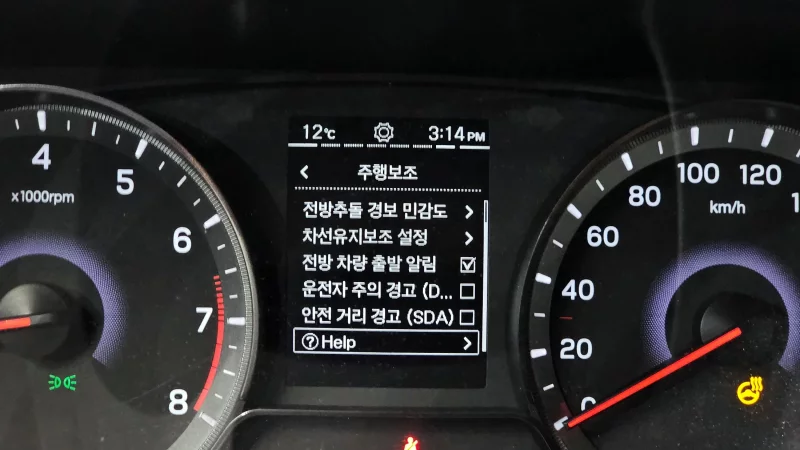 12℃ 3:14 PM
주행보조
전방추돌 경보 민감도
차선유지보조 설정
전방 차량 출발 알림
운전자 주의 경고 (D...
안전 거리 경고 (SDA)
Help
4
5
6
7
8
x1000rpm
0
20
40
60
80
100
120
km/h